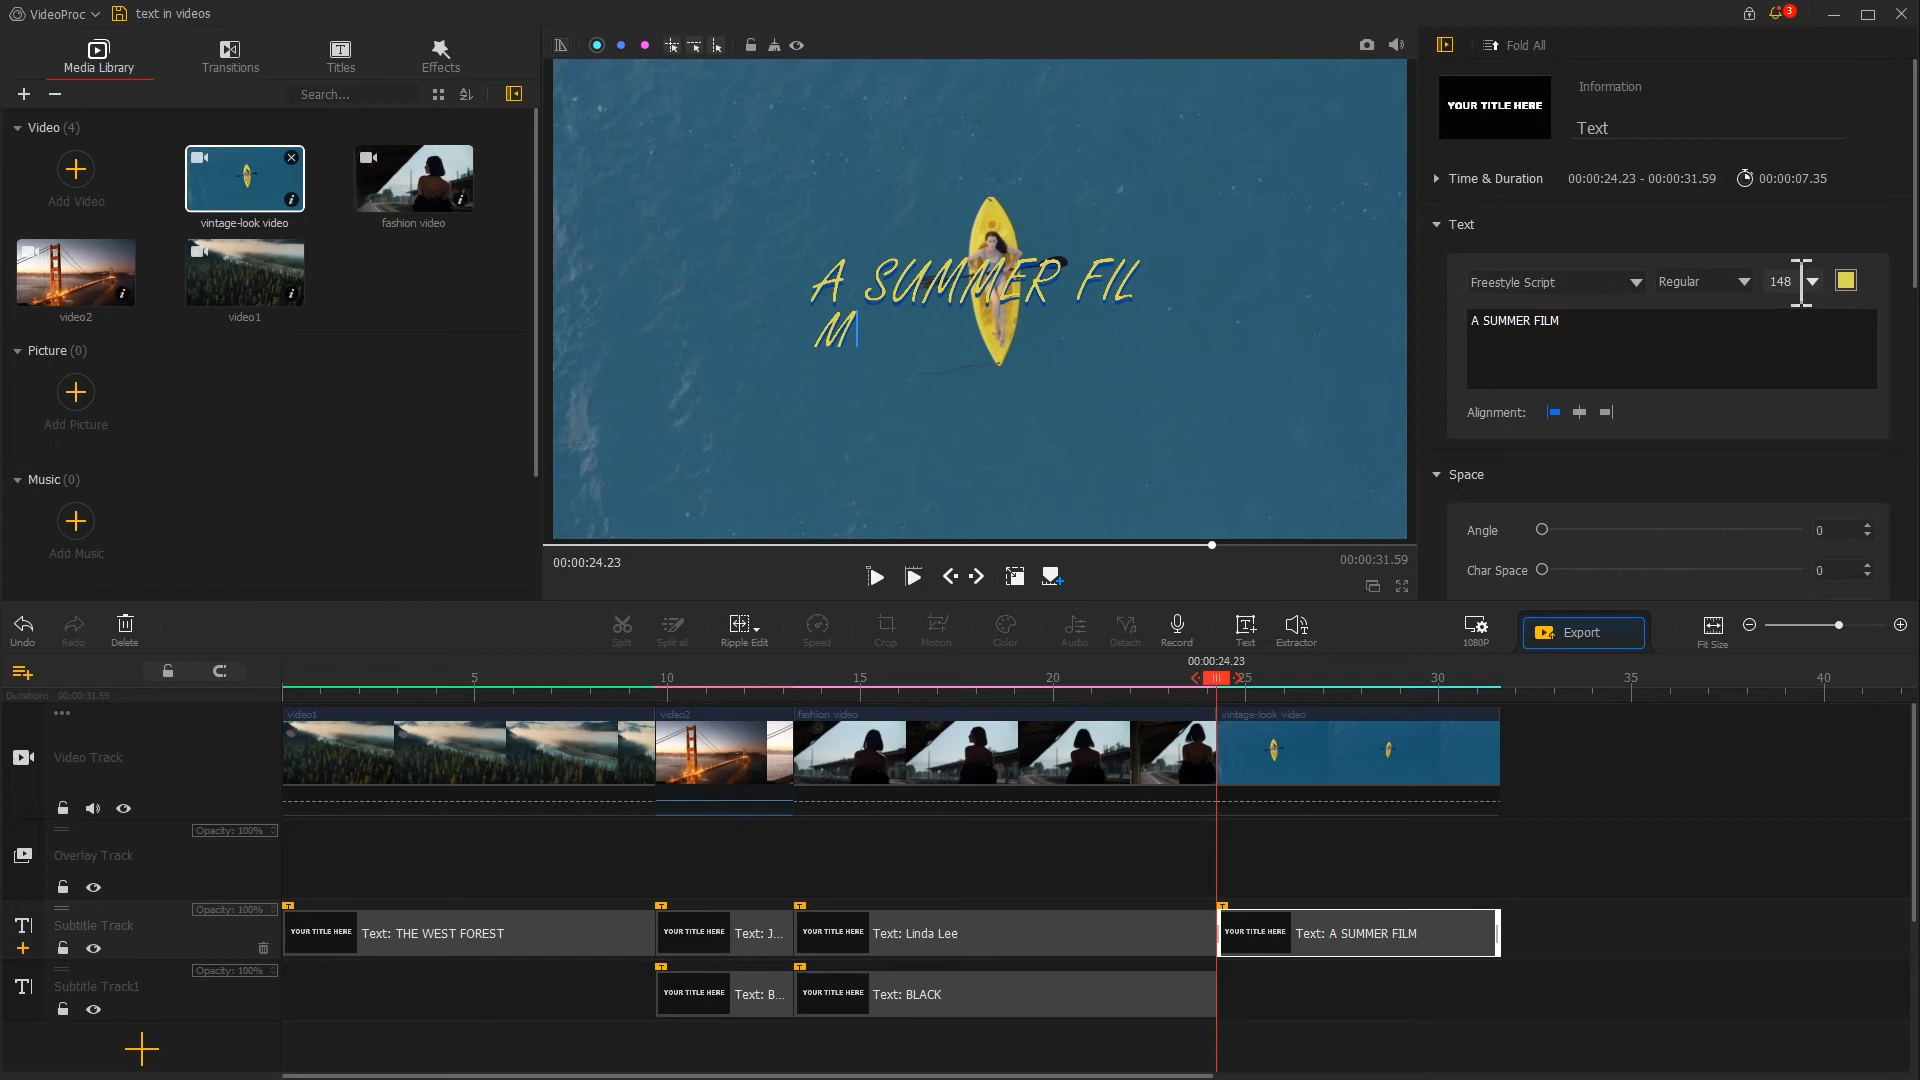 VideoProc
text in videos
3
Media Library
Transitions
Titles
Effects
Search...
Video (4)
Add Video
vintage-look video
fashion video
video2
video1
Picture (0)
Add Picture
Music (0)
Add Music
A SUMMER FIL
M
00:00:24.23
00:00:31.59
Fold All
YOUR TITLE HERE
Information
Text
Time & Duration
00:00:24.23 - 00:00:31.59
00:00:07.35
Text
Freestyle Script
Regular
148
A SUMMER FILM
Alignment:
Space
Angle
0
Char Space
0
Undo
Redo
Delete
Split
Split all
Ripple Edit
Speed
Crop
Motion
Color
Audio
Detach
Record
Text
Extractor
1080P
Export
Fit Size
00:00:24.23
5
10
15
20
25
30
35
40
Duration: 00:00:31.59
video1
video2
fashion video
vintage-look video
Video Track
Opacity: 100%
Overlay Track
Opacity: 100%
Subtitle Track
YOUR TITLE HERE
Text: THE WEST FOREST
YOUR TITLE HERE
Text: J...
YOUR TITLE HERE
Text: Linda Lee
YOUR TITLE HERE
Text: A SUMMER FILM
Opacity: 100%
Subtitle Track1
YOUR TITLE HERE
Text: B...
YOUR TITLE HERE
Text: BLACK